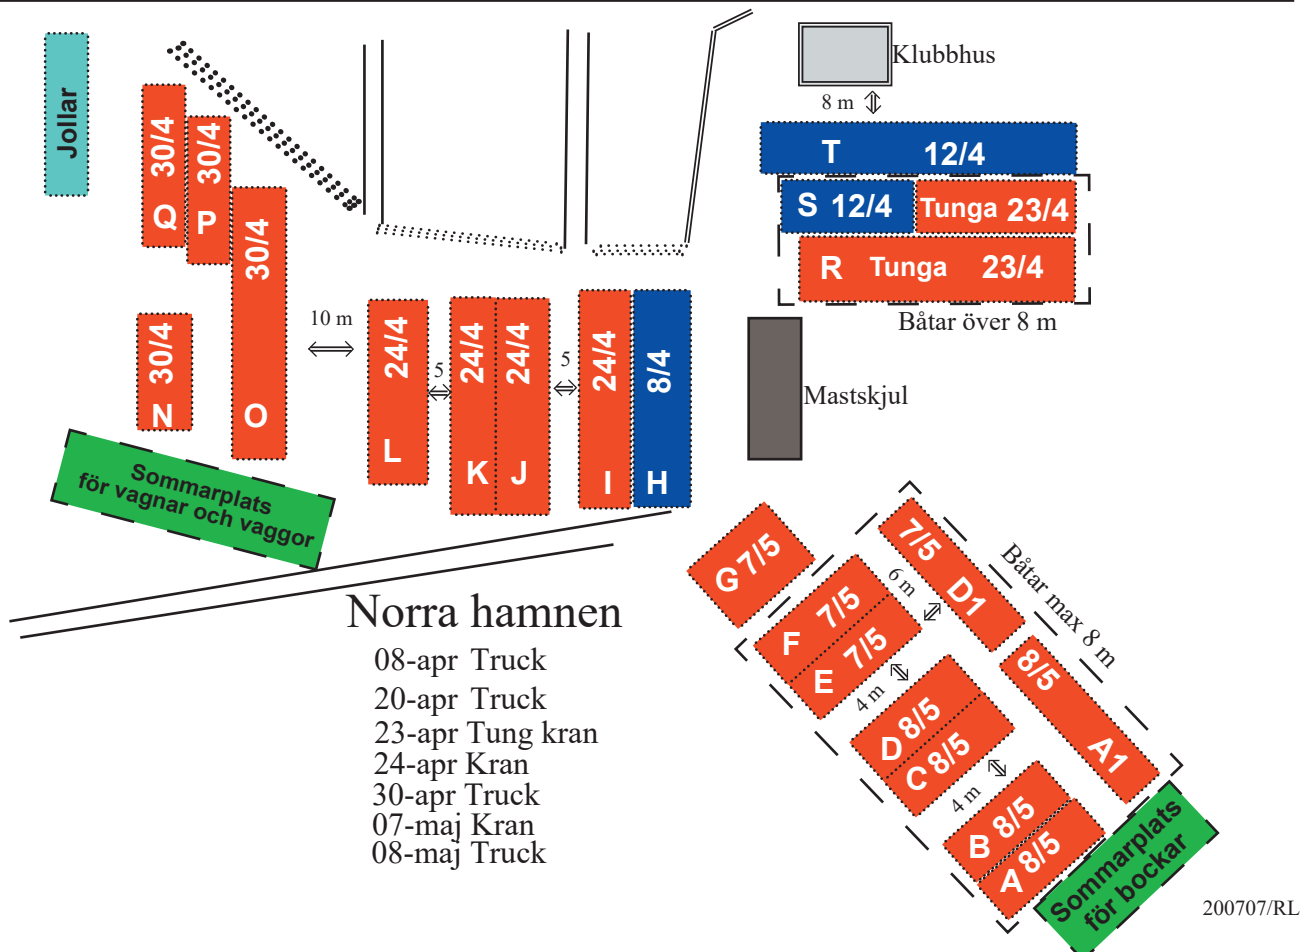 Jollar
Q 30/4
P 30/4
O 30/4
N 30/4
10 m
L 24/4
5
K 24/4
J 24/4
5
I 24/4
H 8/4
Klubbhus
8 m
T 12/4
S 12/4
Tunga 23/4
R Tunga 23/4
Båtar över 8 m
Mastskjul
Sommarplats
för vagnar och vaggor
Norra hamnen
08-apr Truck
20-apr Truck
23-apr Tung kran
24-apr Kran
30-apr Truck
07-maj Kran
08-maj Truck
G 7/5
F 7/5
E 7/5
6 m
7/5 D1
Båtar max 8 m
4 m
D 8/5
C 8/5
8/5 A1
4 m
B 8/5
A 8/5
Sommarplats
för bockar
200707/RL